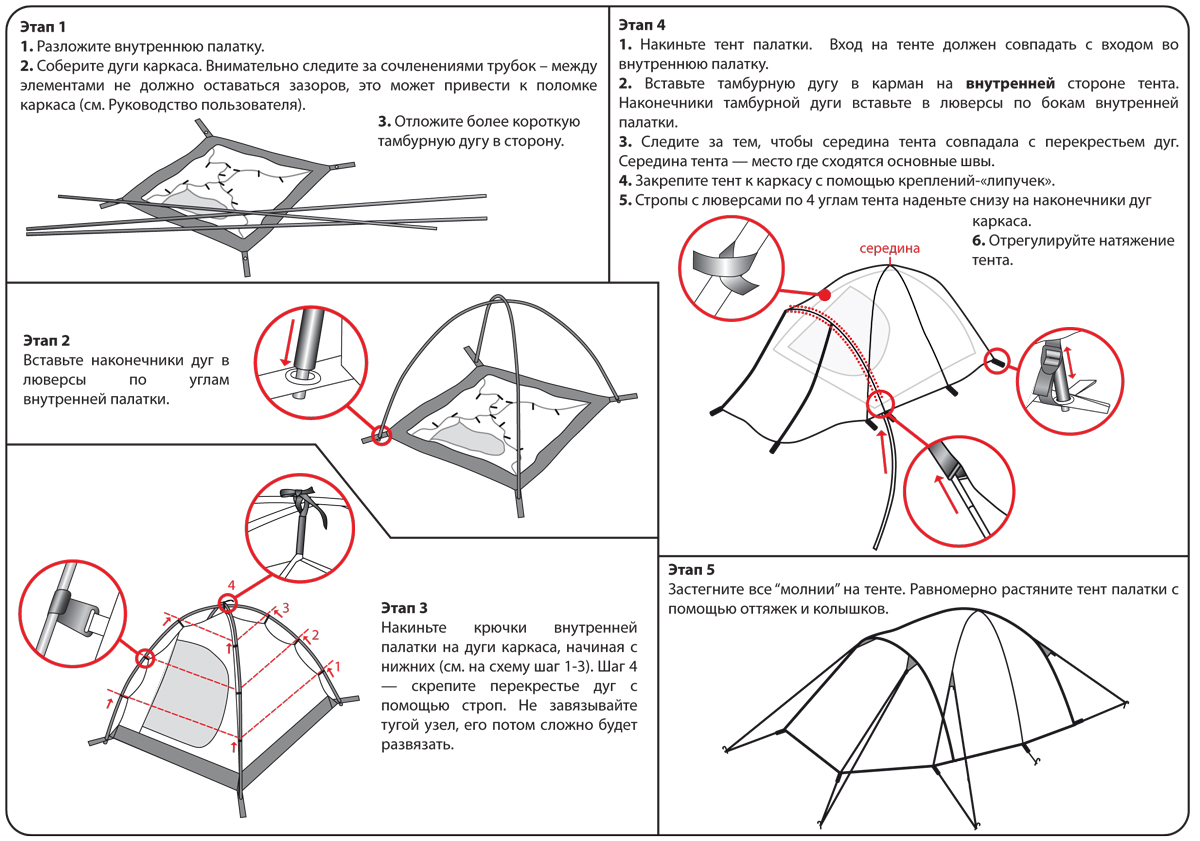 Этап 1
1. Разложите внутреннюю палатку.
2. Соберите дуги каркаса. Внимательно следите за сочленениями трубок – между
элементами не должно оставаться зазоров, это может привести к поломке
каркаса (см. Руководство пользователя).
3. Отложите более короткую
тамбурную дугу в сторону.
Этап 2
Вставьте наконечники дуг в
люверсы по углам
внутренней палатки.
4
3
2
1
Этап 3
Накиньте крючки внутренней
палатки на дуги каркаса, начиная с
нижних (см. на схему шаг 1-3). Шаг 4
— скрепите перекрестье дуг с
помощью строп. Не завязывайте
тугой узел, его потом сложно будет
развязать.
Этап 4
1. Накиньте тент палатки. Вход на тенте должен совпадать с входом во
внутреннюю палатку.
2. Вставьте тамбурную дугу в карман на внутренней стороне тента.
Наконечники тамбурной дуги вставьте в люверсы по бокам внутренней
палатки.
3. Следите за тем, чтобы середина тента совпадала с перекрестьем дуг.
Середина тента — место где сходятся основные швы.
4. Закрепите тент к каркасу с помощью креплений-«липучек».
5. Стропы с люверсами по 4 углам тента наденьте снизу на наконечники дуг
каркаса.
6. Отрегулируйте натяжение
тента.
середина
Этап 5
Застегните все “молнии” на тенте. Равномерно растяните тент палатки с
помощью оттяжек и колышков.